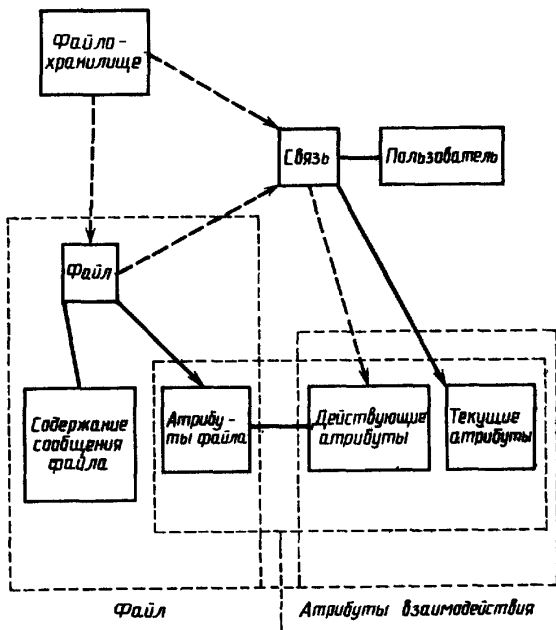 Файло-
хранилище
Связь
Пользователь
Файл
Содержание
сообщения
файла
Атрибу-
ты файла
Действующие
атрибуты
Текущие
атрибуты
Файл
Атрибуты взаимодействия